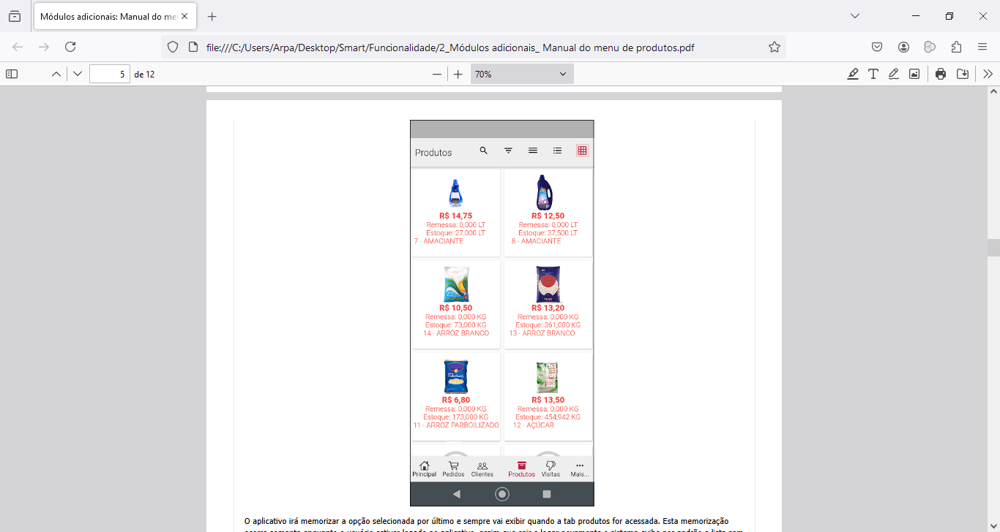 Módulos adicionais: Manual do me
file:///C:/Users/Arpa/Desktop/Smart/Funcionalidade/2_Módulos adicionais_ Manual do menu de produtos.pdf
5 de 12
70%
Produtos
R$ 14,75
Remessa: 0,000 LT
Estoque: 27,000 LT
7 - AMACIANTE
R$ 12,50
Remessa: 0,000 LT
Estoque: 37,500 LT
8 - AMACIANTE
R$ 10,50
Remessa: 0,000 KG
Estoque: 73,000 KG
14 - ARROZ BRANCO
R$ 13,20
Remessa: 0,000 KG
Estoque: 361,000 KG
13 - ARROZ BRANCO
R$ 6,80
Remessa: 0,000 KG
Estoque: 173,000 KG
11 - ARROZ PARBOILIZADO
R$ 13,50
Remessa: 0,000 KG
Estoque: 454,942 KG
12 - AÇÚCAR
Principal Pedidos Clientes Produtos Visitas Mais...
O aplicativo irá memorizar a opção selecionada por último e sempre vai exibir quando a tab produtos for acessada. Esta memorização